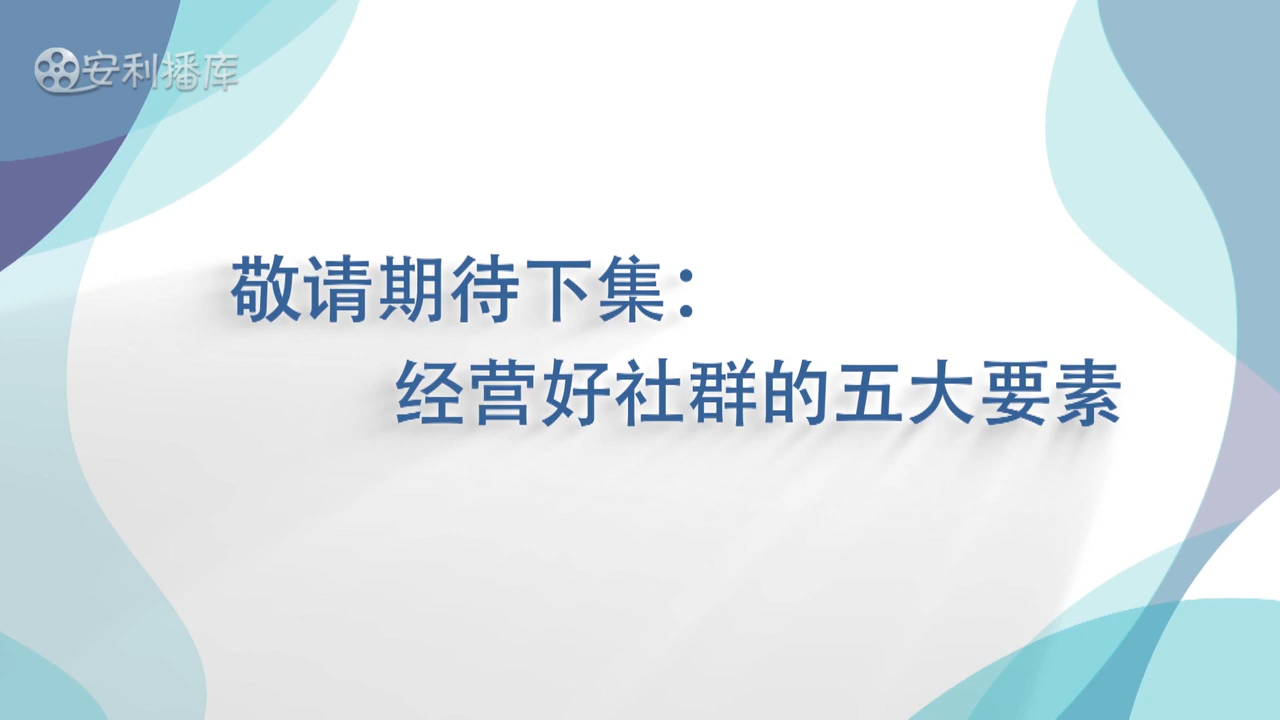 安利播库
敬请期待下集：
经营好社群的五大要素